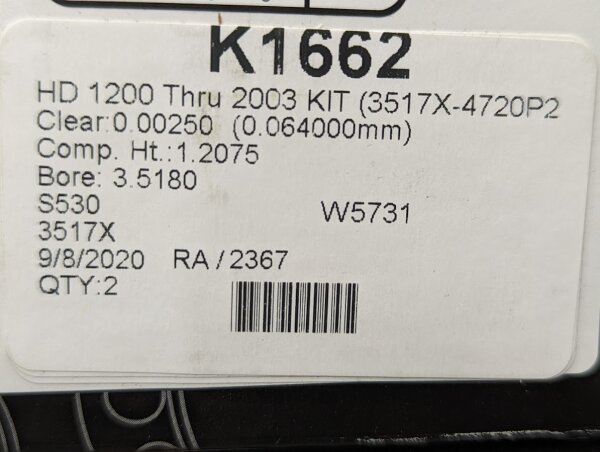 K1662
HD 1200 Thru 2003 KIT (3517X-4720P2
Clear:0.00250 (0.064000mm)
Comp. Ht.:1.2075
Bore: 3.5180
S530
W5731
3517X
9/8/2020 RA/2367
QTY:2